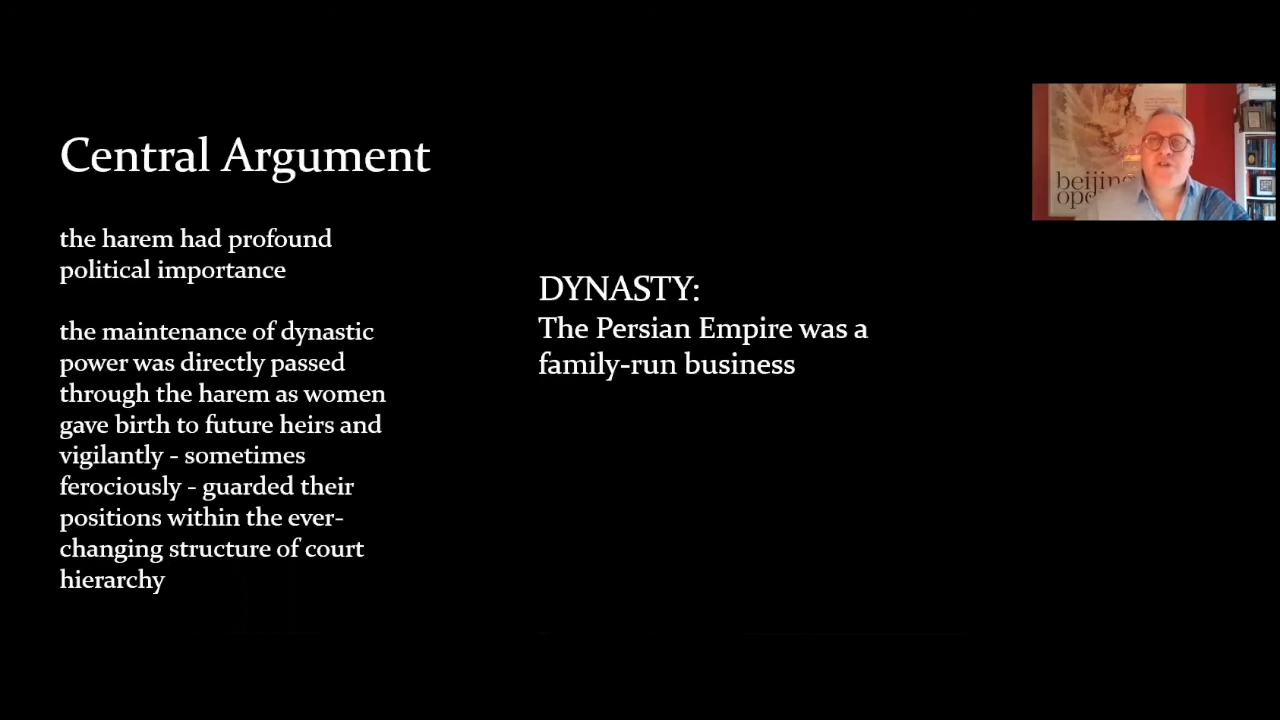 Central Argument
the harem had profound
political importance
the maintenance of dynastic
power was directly passed
through the harem as women
gave birth to future heirs and
vigilantly - sometimes
ferociously - guarded their
positions within the ever-
changing structure of court
hierarchy
DYNASTY:
The Persian Empire was a
family-run business
beijing